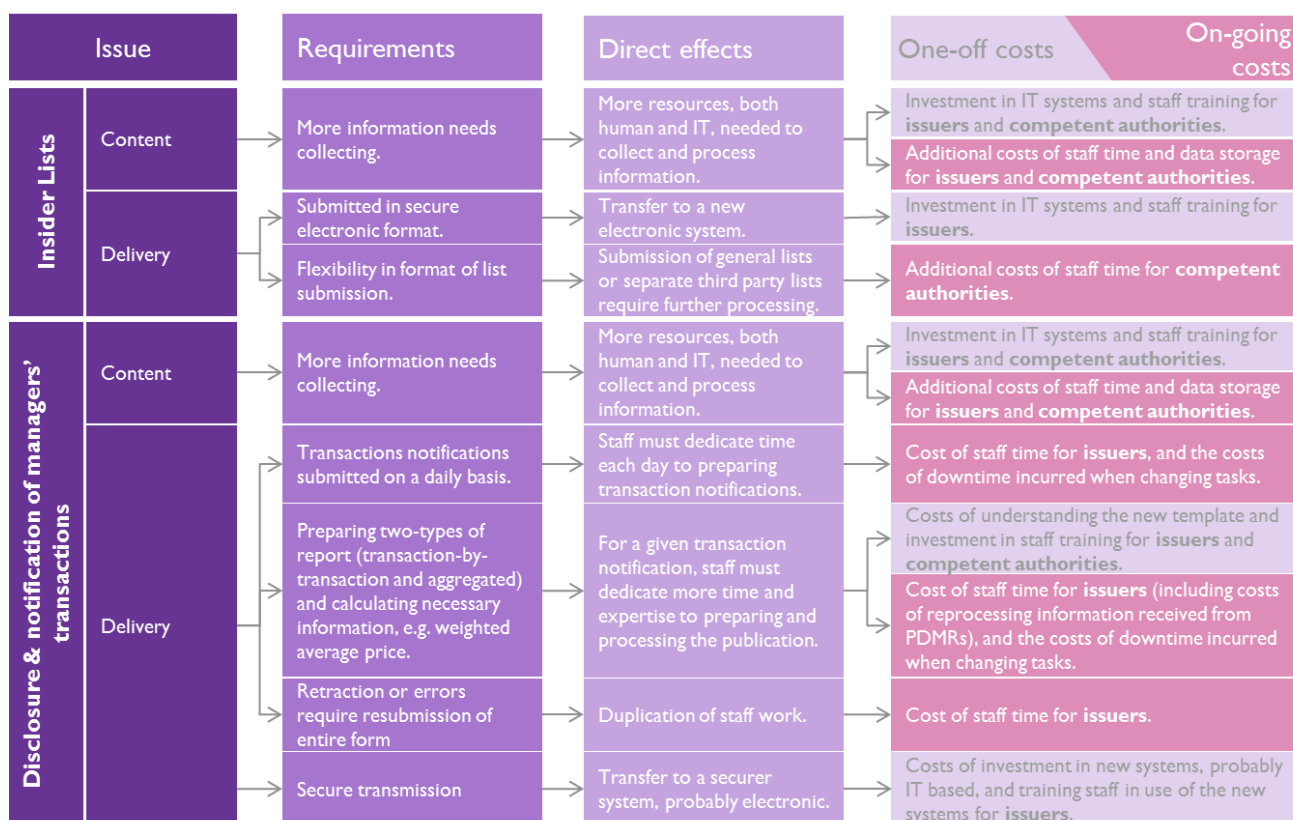 Issue
Requirements
Direct effects
One-off costs
On-going
costs
Insider Lists
Content
More information needs
collecting.
More resources, both
human and IT, needed to
collect and process
information.
Investment in IT systems and staff training for
issuers and competent authorities.
Additional costs of staff time and data storage
for issuers and competent authorities.
Delivery
Submitted in secure
electronic format.
Transfer to a new
electronic system.
Investment in IT systems and staff training for
issuers.
Flexibility in format of list
submission.
Submission of general lists
or separate third party lists
require further processing.
Additional costs of staff time for competent
authorities.
Disclosure & notification of managers'
transactions
Content
More information needs
collecting.
More resources, both
human and IT, needed to
collect and process
information.
Investment in IT systems and staff training for
issuers and competent authorities.
Additional costs of staff time and data storage
for issuers and competent authorities.
Delivery
Transactions notifications
submitted on a daily basis.
Staff must dedicate time
each day to preparing
transaction notifications.
Cost of staff time for issuers, and the costs
of downtime incurred when changing tasks.
Preparing two-types of
report (transaction-by-
transaction and aggregated)
and calculating necessary
information, e.g. weighted
average price.
For a given transaction
notification, staff must
dedicate more time and
expertise to preparing and
processing the publication.
Costs of understanding the new template and
investment in staff training for issuers and
competent authorities.
Cost of staff time for issuers (including costs
of reprocessing information received from
PDMRs), and the costs of downtime incurred
when changing tasks.
Retraction or errors
require resubmission of
entire form
Duplication of staff work.
Cost of staff time for issuers.
Secure transmission
Transfer to a securer
system, probably electronic.
Costs of investment in new systems, probably
IT based, and training staff in use of the new
systems for issuers.